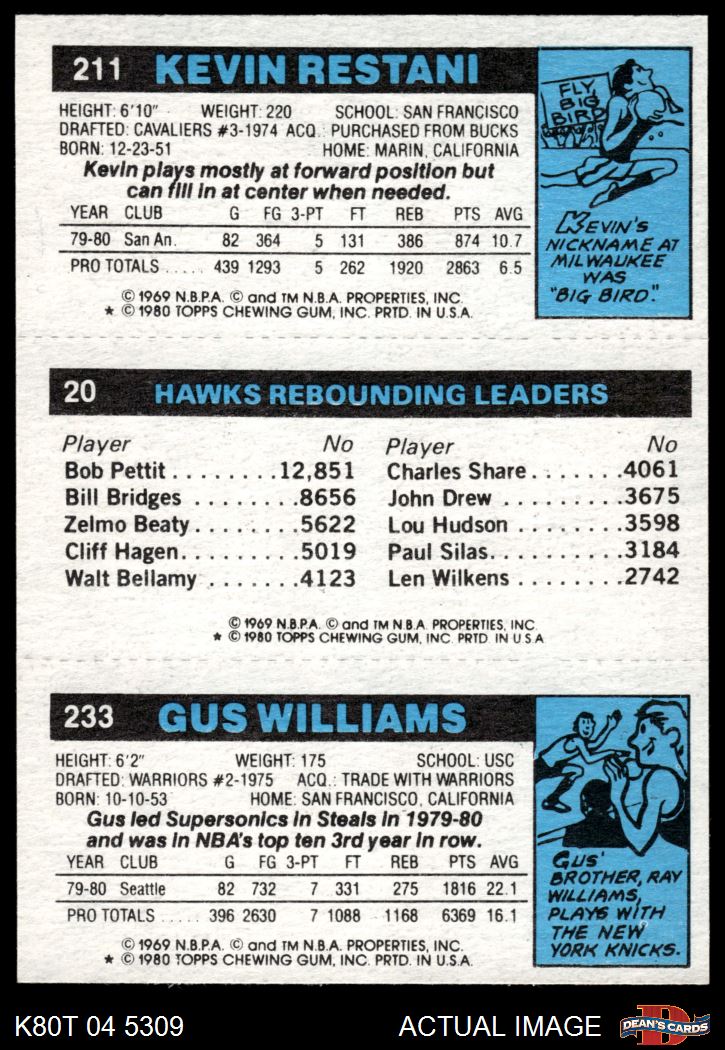 211 KEVIN RESTANI
HEIGHT: 6'10" WEIGHT: 220 SCHOOL: SAN FRANCISCO
DRAFTED: CAVALIERS #3-1974 ACQ.: PURCHASED FROM BUCKS
BORN: 12-23-51 HOME: MARIN, CALIFORNIA
Kevin plays mostly at forward position but
can fill in at center when needed.
YEAR CLUB G FG 3-PT FT REB PTS AVG
79-80 San An. 82 364 5 131 386 874 10.7
PRO TOTALS ..... 439 1293 5 262 1920 2863 6.5
© 1969 N.B.P.A. © and TM N.B.A. PROPERTIES, INC.
★ © 1980 TOPPS CHEWING GUM, INC. PRTD. IN U.S.A.
FLY
BIG
BIRD
KEVIN'S
NICKNAME AT
MILWAUKEE
WAS
"BIG BIRD."
20 HAWKS REBOUNDING LEADERS
Player No Player No
Bob Pettit ........ 12,851 Charles Share ....... 4061
Bill Bridges ........ 8656 John Drew ......... 3675
Zelmo Beaty ........ 5622 Lou Hudson ........ 3598
Cliff Hagen ......... 5019 Paul Silas .......... 3184
Walt Bellamy ....... 4123 Len Wilkens ........ 2742
© 1969 N.B.P.A. © and TM N.B.A. PROPERTIES, INC.
★ © 1980 TOPPS CHEWING GUM, INC. PRTD IN U S A
233 GUS WILLIAMS
HEIGHT: 6'2" WEIGHT: 175 SCHOOL: USC
DRAFTED: WARRIORS #2-1975 ACQ.: TRADE WITH WARRIORS
BORN: 10-10-53 HOME: SAN FRANCISCO, CALIFORNIA
Gus led Supersonics in Steals in 1979-80
and was in NBA's top ten 3rd year in row.
YEAR CLUB G FG 3-PT FT REB PTS AVG
79-80 Seattle 82 732 7 331 275 1816 22.1
PRO TOTALS ..... 396 2630 7 1088 1168 6369 16.1
© 1969 N.B.P.A. © and TM N.B.A. PROPERTIES, INC.
★ © 1980 TOPPS CHEWING GUM, INC. PRTD. IN U.S.A.
GUS'
BROTHER, RAY
WILLIAMS,
PLAYS WITH
THE NEW
YORK KNICKS.
K80T 04 5309 ACTUAL IMAGE
D
DEAN'S CARDS